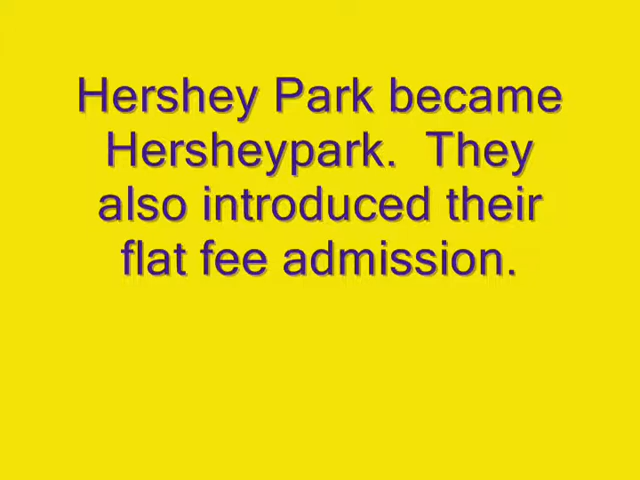 Hershey Park became
Hersheypark.  They
also introduced their
flat fee admission.